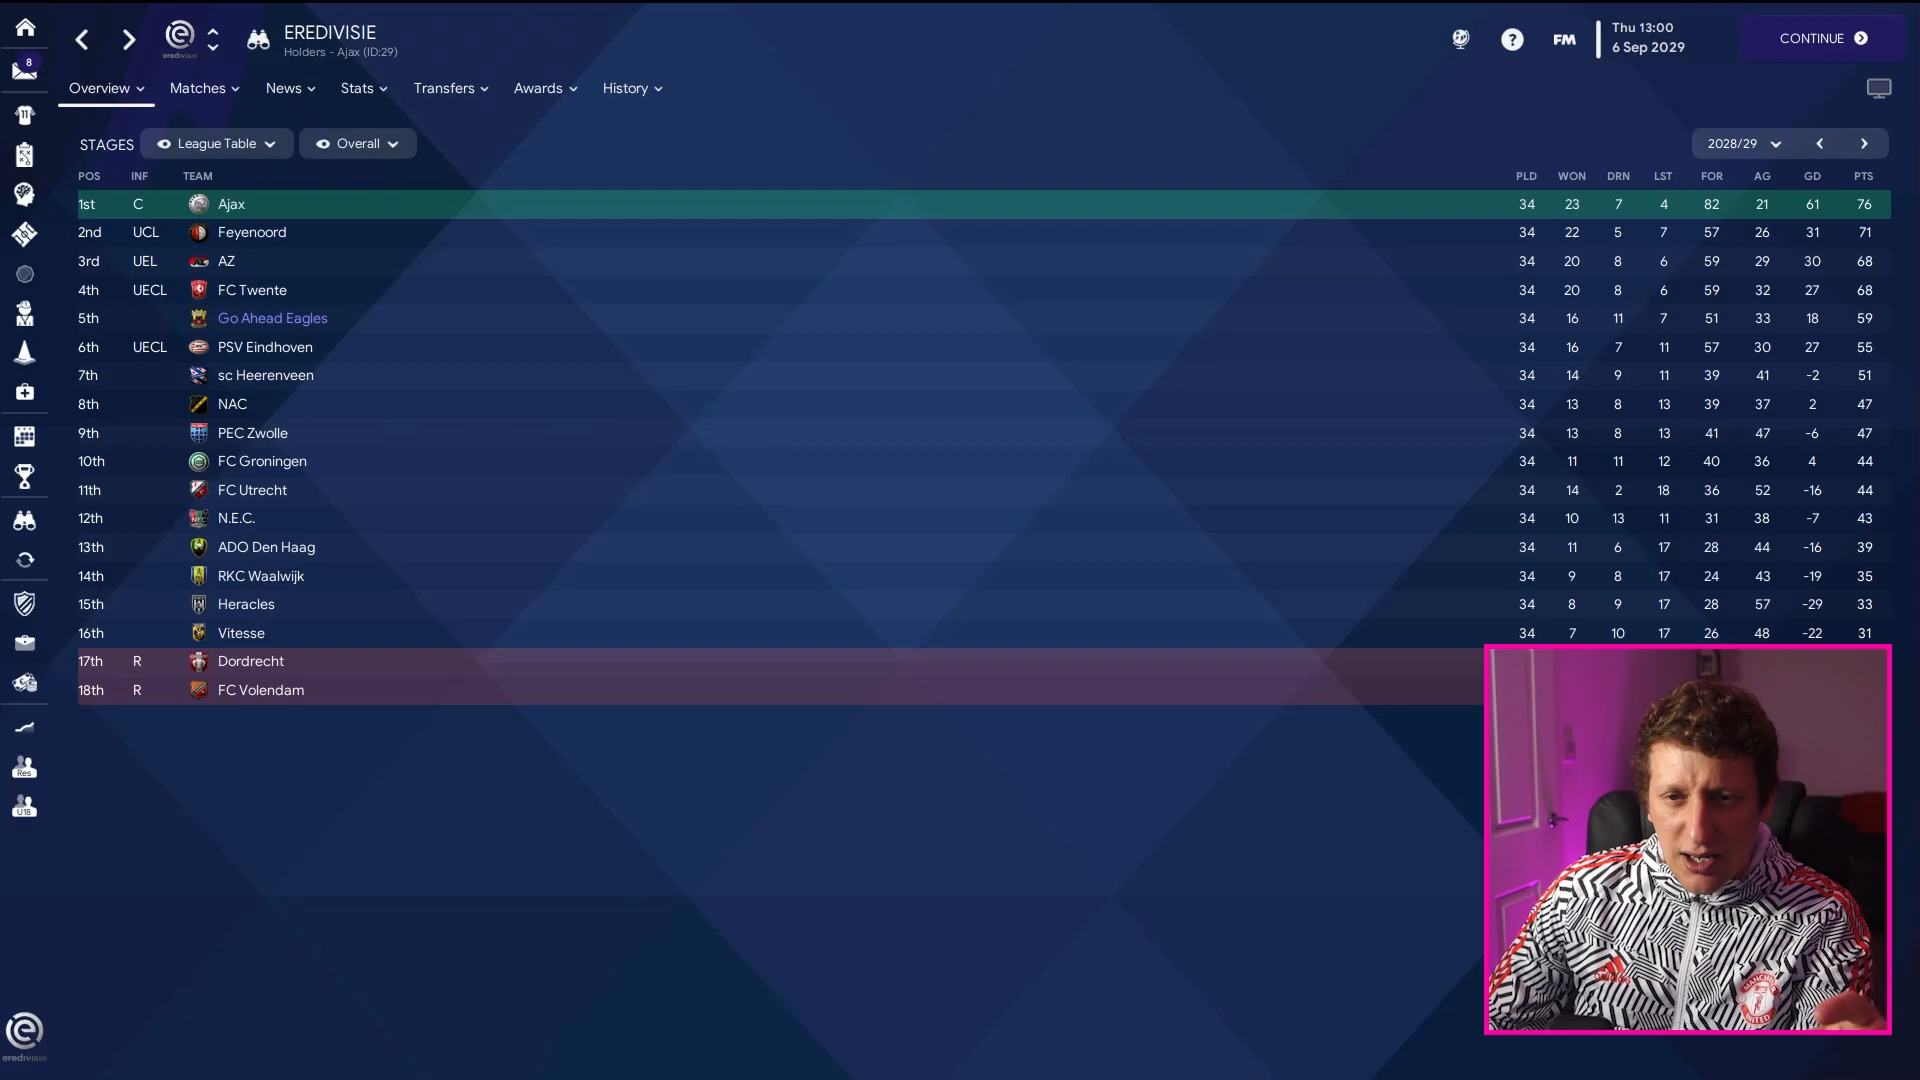 8
eredivisie
EREDIVISIE
Holders - Ajax (ID:29)
?
FM
Thu 13:00
6 Sep 2029
CONTINUE
Overview
Matches
News
Stats
Transfers
Awards
History
11
STAGES
League Table
Overall
2028/29
POS INF TEAM PLD WON DRN LST FOR AG GD PTS
1st C Ajax 34 23 7 4 82 21 61 76
2nd UCL Feyenoord 34 22 5 7 57 26 31 71
3rd UEL AZ 34 20 8 6 59 29 30 68
4th UECL FC Twente 34 20 8 6 59 32 27 68
5th Go Ahead Eagles 34 16 11 7 51 33 18 59
6th UECL PSV Eindhoven 34 16 7 11 57 30 27 55
7th sc Heerenveen 34 14 9 11 39 41 -2 51
8th NAC 34 13 8 13 39 37 2 47
9th PEC Zwolle 34 13 8 13 41 47 -6 47
10th FC Groningen 34 11 11 12 40 36 4 44
11th FC Utrecht 34 14 2 18 36 52 -16 44
12th N.E.C. 34 10 13 11 31 38 -7 43
13th ADO Den Haag 34 11 6 17 28 44 -16 39
14th RKC Waalwijk 34 9 8 17 24 43 -19 35
15th Heracles 34 8 9 17 28 57 -29 33
16th Vitesse 34 7 10 17 26 48 -22 31
17th R Dordrecht
18th R FC Volendam
Res
U18
eredivisie
adidas
MANCHESTER
UNITED